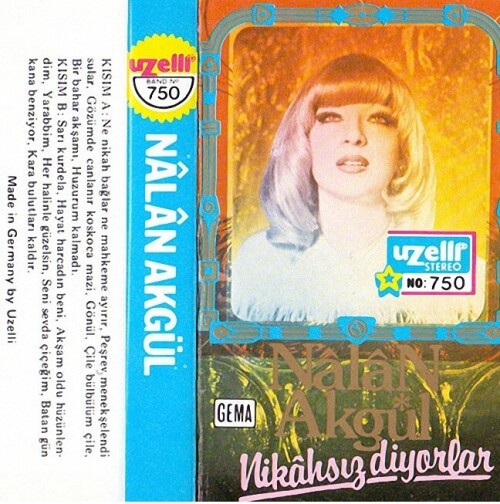 KISIM A: Ne nikah bağlar ne mahkeme ayırır, Peşrev, menekşelendi
sular, Gözümde canlanır koskoca mazi, Gönül, Çile bülbülüm çile,
Bir bahar akşamı, Huzurum kalmadı.
KISIM B: Sarı kurdela, Hayat harcadın beni, Akşam oldu hüzünlen-
dim, Yarabbim, Her halinle güzelsin, Seni sevda çiçeğim, Batan gün
kana benziyor, Kara bulutları kaldır.
Made in Germany by Uzelli
uzelli
BAND Nº
750
NÂLÂN AKGÜL
uzelli
STEREO
NO: 750
NâlâN
Akgül
GEMA
Nikâhsız diyorlar